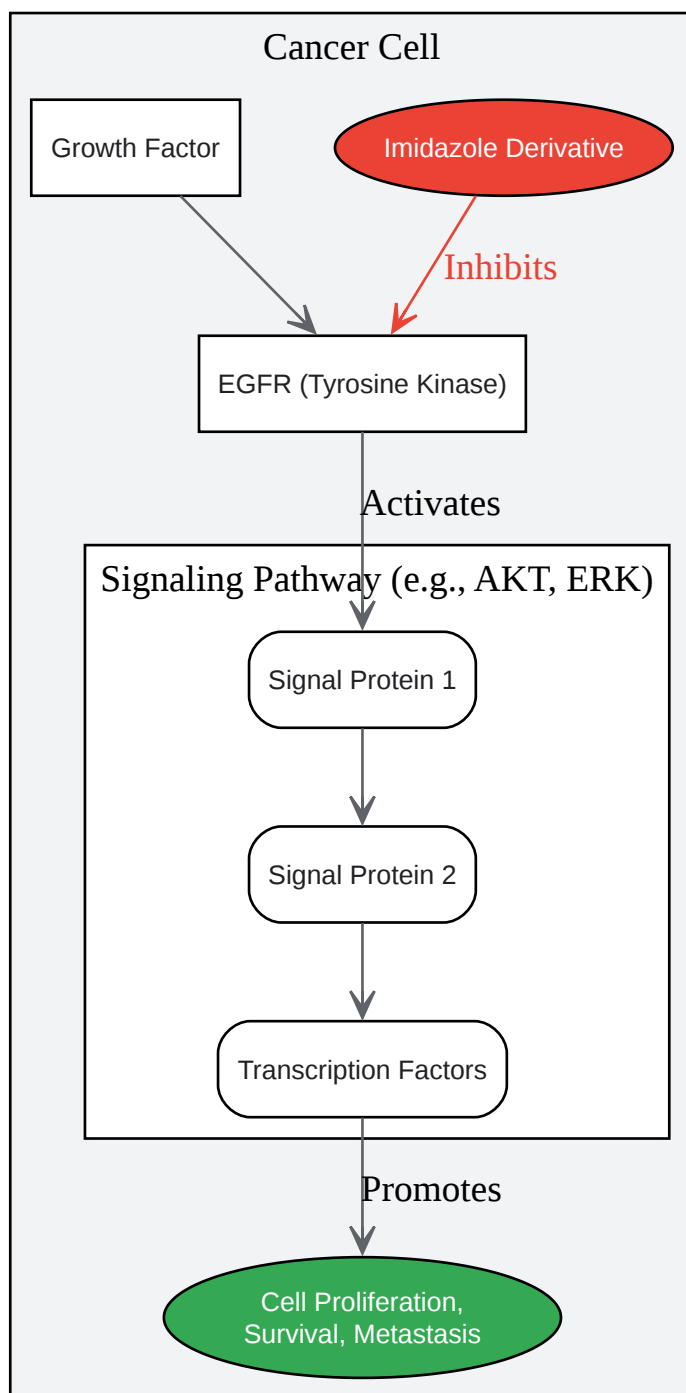 Cancer Cell
Growth Factor
Imidazole Derivative
Inhibits
EGFR (Tyrosine Kinase)
Activates
Signaling Pathway (e.g., AKT, ERK)
Signal Protein 1
Signal Protein 2
Transcription Factors
Promotes
Cell Proliferation,
Survival, Metastasis